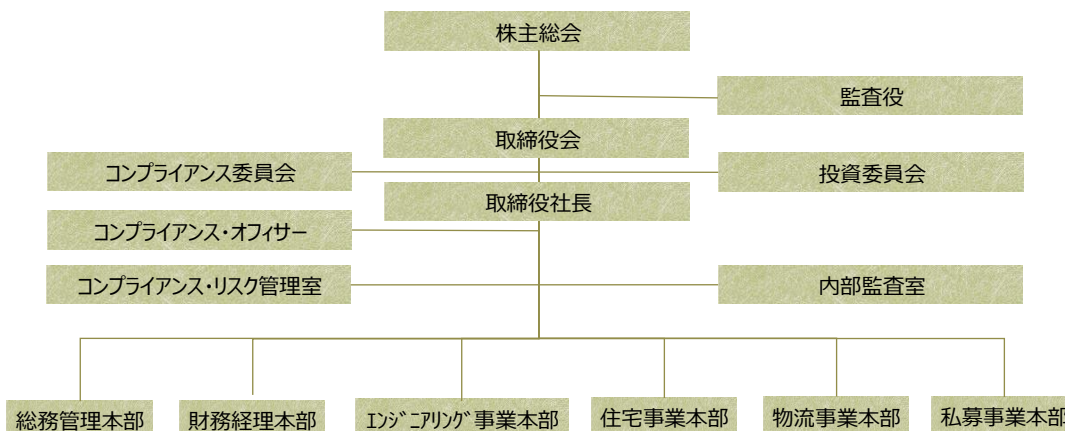 株主総会
監査役
取締役会
コンプライアンス委員会
投資委員会
取締役社長
コンプライアンス・オフィサー
コンプライアンス・リスク管理室
内部監査室
総務管理本部
財務経理本部
ｴﾝｼﾞﾆｱﾘﾝｸﾞ事業本部
住宅事業本部
物流事業本部
私募事業本部